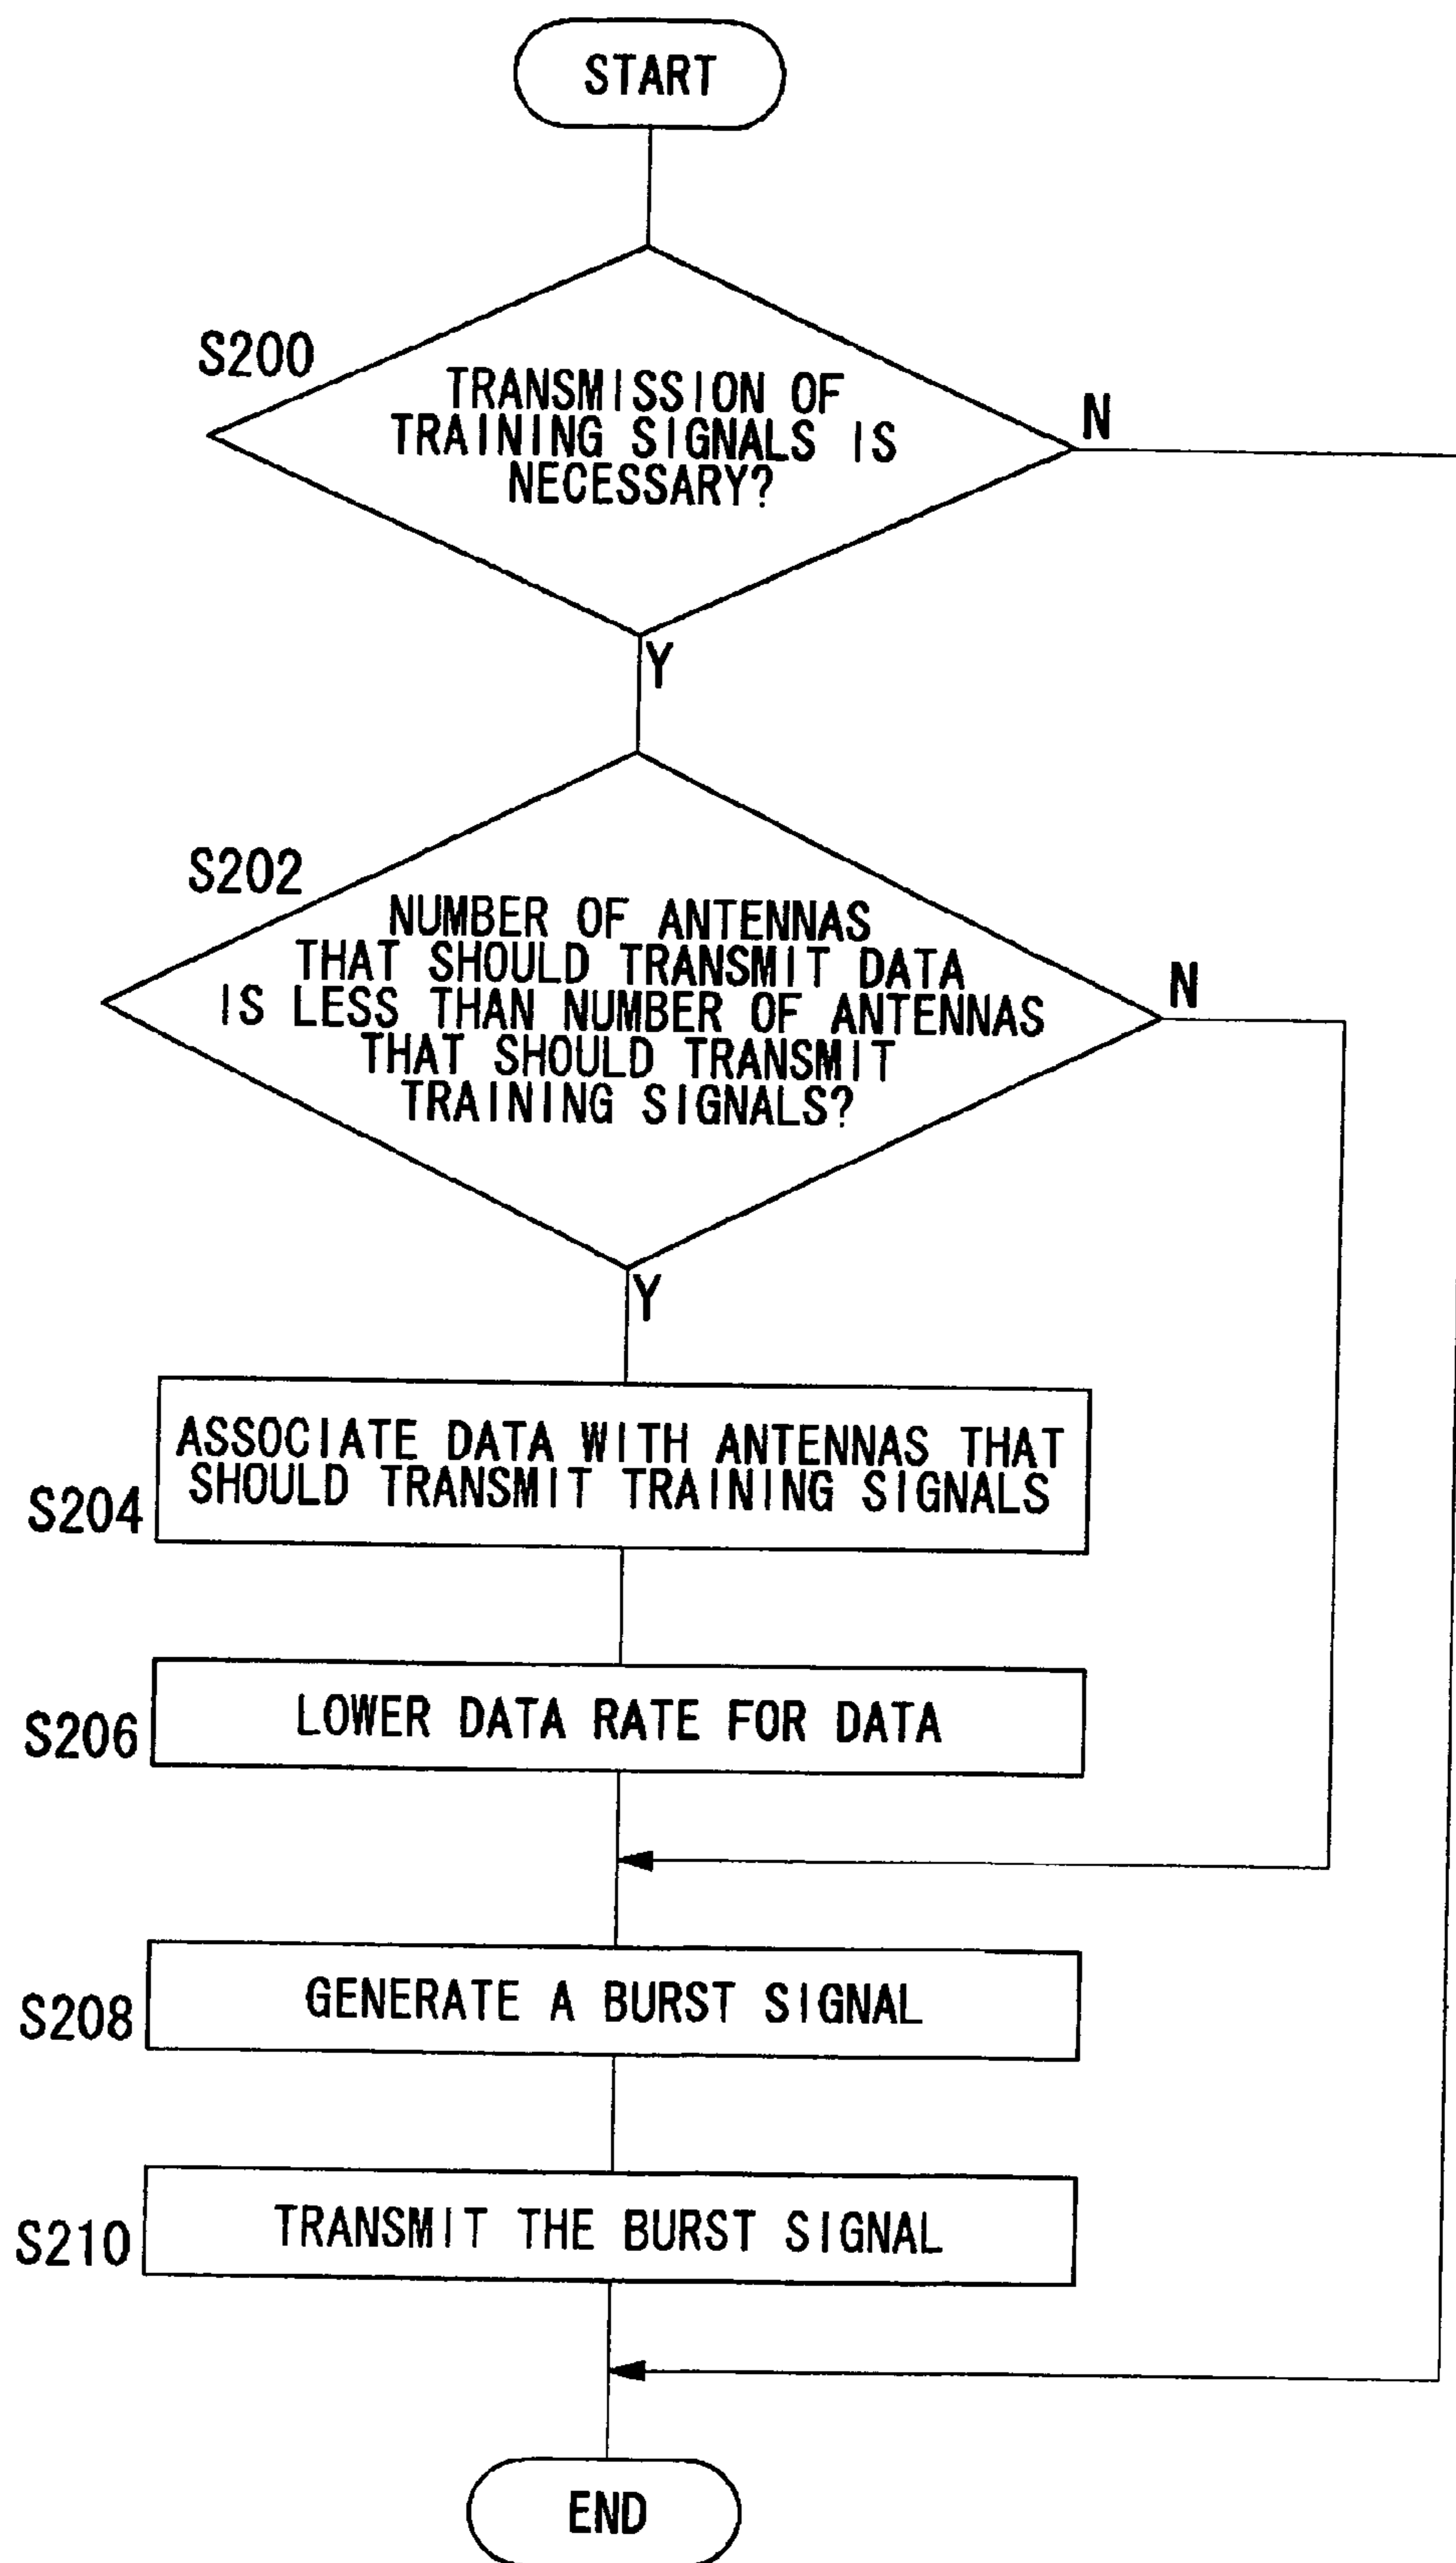 START
S200
TRANSMISSION OF
TRAINING SIGNALS IS
NECESSARY?
N
Y
S202
NUMBER OF ANTENNAS
THAT SHOULD TRANSMIT DATA
IS LESS THAN NUMBER OF ANTENNAS
THAT SHOULD TRANSMIT
TRAINING SIGNALS?
N
Y
S204
ASSOCIATE DATA WITH ANTENNAS THAT
SHOULD TRANSMIT TRAINING SIGNALS
S206
LOWER DATA RATE FOR DATA
S208
GENERATE A BURST SIGNAL
S210
TRANSMIT THE BURST SIGNAL
END